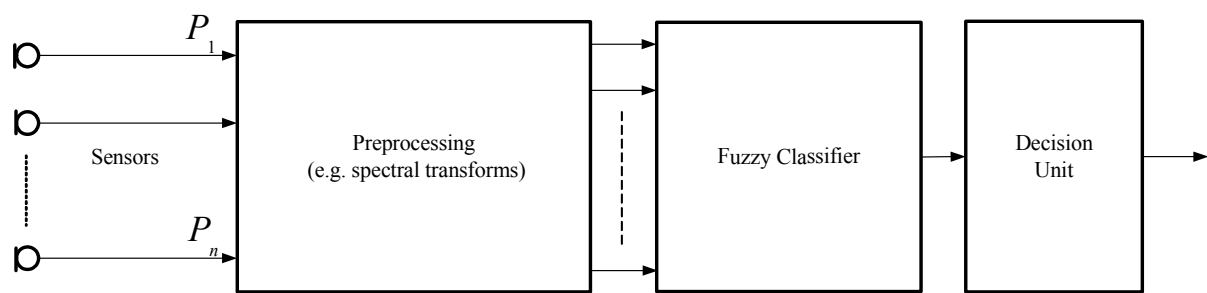 P1
Sensors
Pn
Preprocessing
(e.g. spectral transforms)
Fuzzy Classifier
Decision
Unit